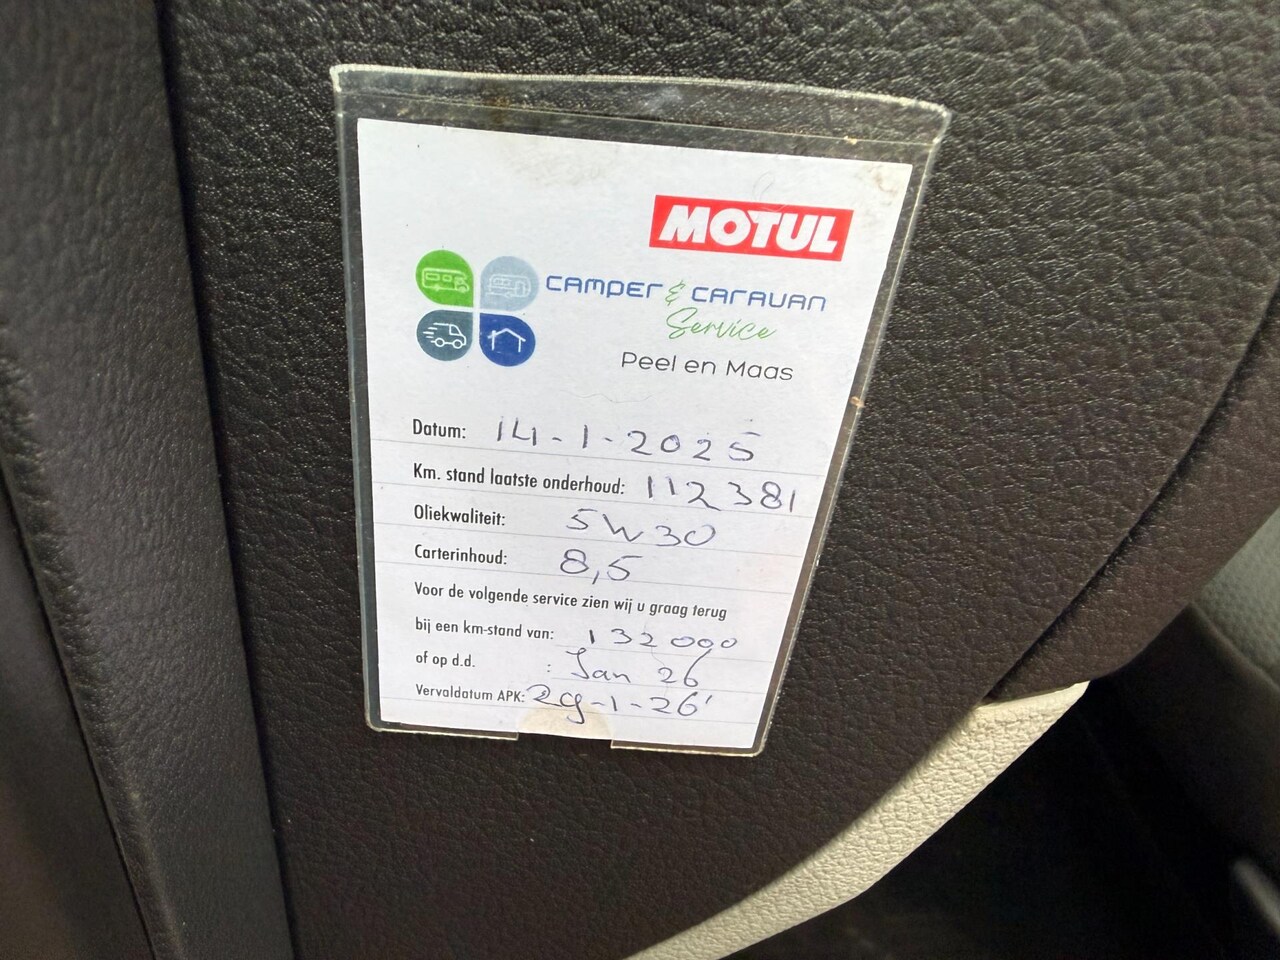 MOTUL
CAMPER & CARAVAN
Service
Peel en Maas
Datum: 14-1-2025
Km. stand laatste onderhoud: 112381
Oliekwaliteit: 5W30
Carterinhoud: 8,5
Voor de volgende service zien wij u graag terug
bij een km-stand van: 132000
of op d.d. : Jan 26
Vervaldatum APK: 29-1-26'